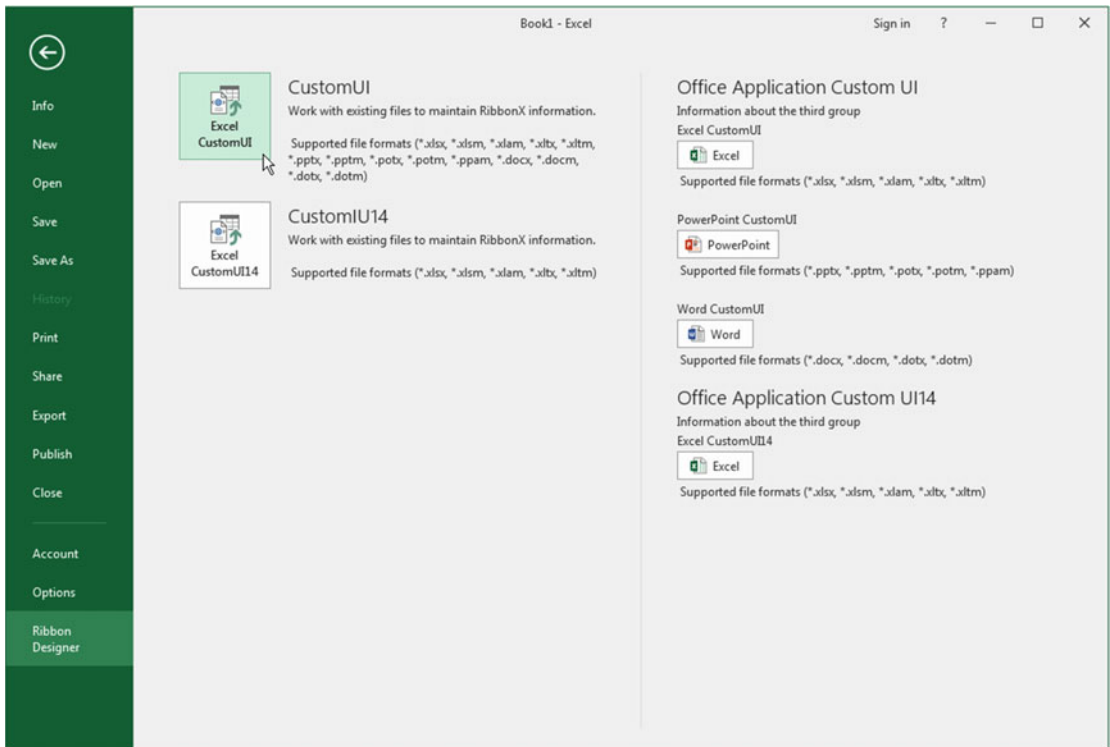 Book1 - Excel
Sign in
?
Info
New
Open
Save
Save As
History
Print
Share
Export
Publish
Close
Account
Options
Ribbon
Designer
Excel
CustomUI
CustomUI
Work with existing files to maintain RibbonX information.
Supported file formats (*.xlsx, *.xlsm, *.xlam, *.xltx, *.xltm,
*.pptx, *.pptm, *.potx, *.potm, *.ppam, *.docx, *.docm,
*.dotx, *.dotm)
Excel
CustomUI14
CustomIU14
Work with existing files to maintain RibbonX information.
Supported file formats (*.xlsx, *.xlsm, *.xlam, *.xltx, *.xltm)
Office Application Custom UI
Information about the third group
Excel CustomUI
Excel
Supported file formats (*.xlsx, *.xlsm, *.xlam, *.xltx, *.xltm)
PowerPoint CustomUI
PowerPoint
Supported file formats (*.pptx, *.pptm, *.potx, *.potm, *.ppam)
Word CustomUI
Word
Supported file formats (*.docx, *.docm, *.dotx, *.dotm)
Office Application Custom UI14
Information about the third group
Excel CustomUI14
Excel
Supported file formats (*.xlsx, *.xlsm, *.xlam, *.xltx, *.xltm)